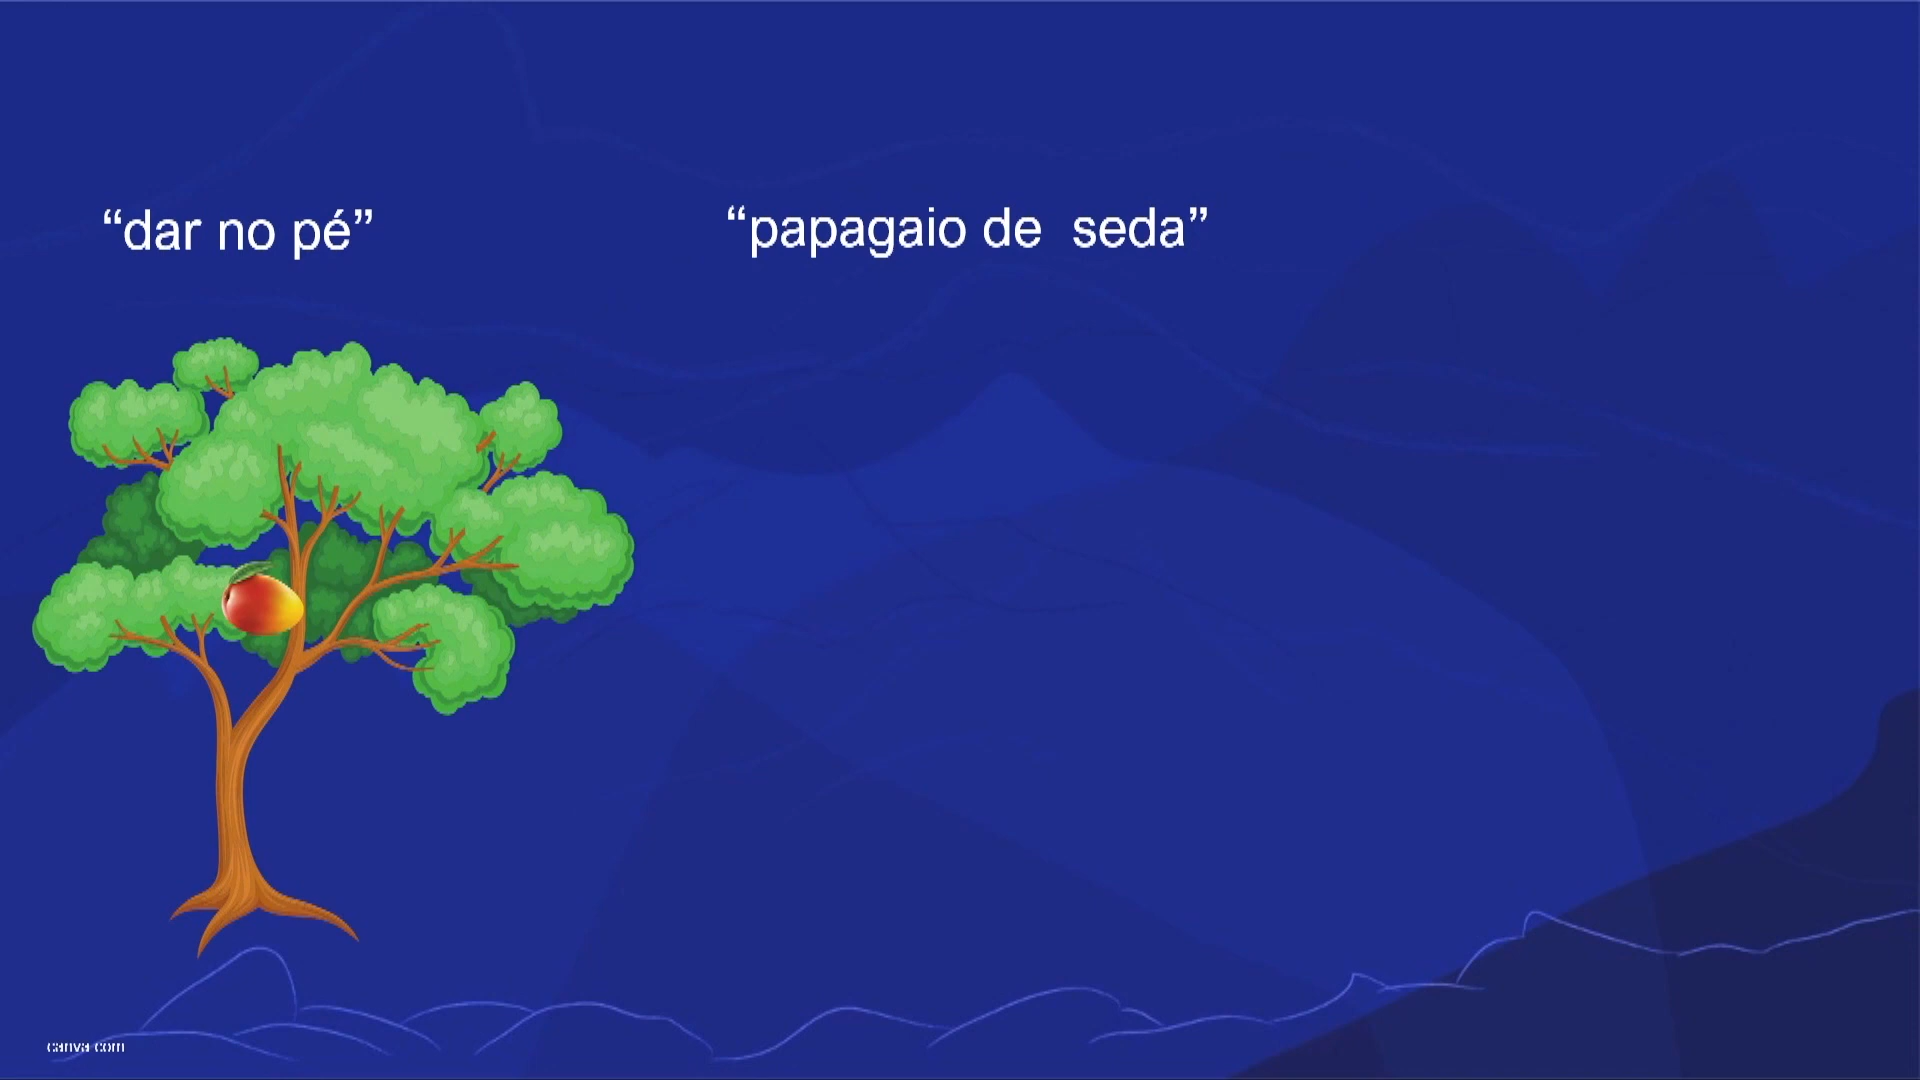 “dar no pé”
“papagaio de  seda”
canva.com